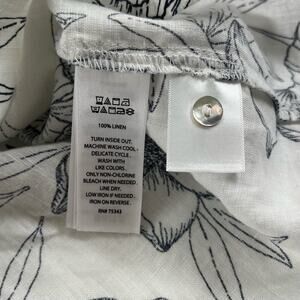 100% LINEN
TURN INSIDE OUT.
MACHINE WASH COOL -
DELICATE CYCLE.
WASH WITH
LIKE COLORS.
ONLY NON-CHLORINE
BLEACH WHEN NEEDED.
LINE DRY.
LOW IRON IF NEEDED.
IRON ON REVERSE.
RN# 75343